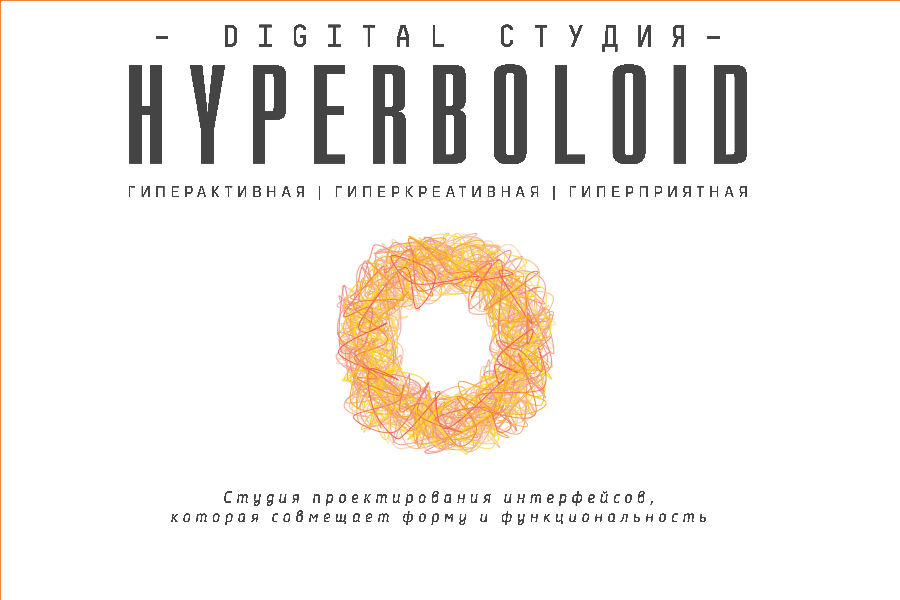 – DIGITAL СТУДИЯ –
HYPERBOLOID
ГИПЕРАКТИВНАЯ | ГИПЕРКРЕАТИВНАЯ | ГИПЕРПРИЯТНАЯ
Студия проектирования интерфейсов,
которая совмещает форму и функциональность